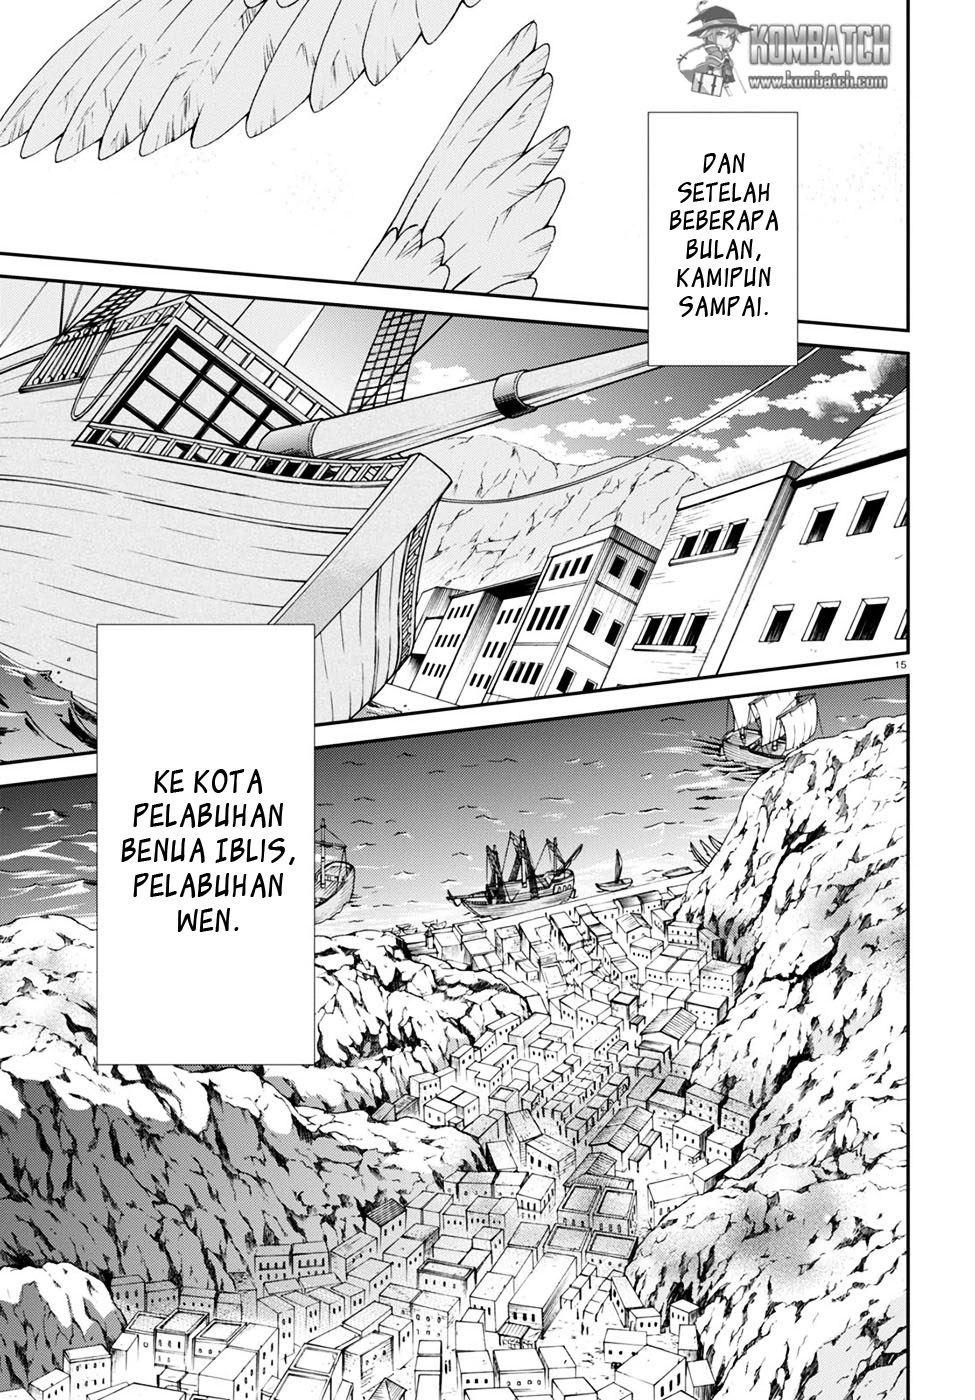 KOMBATCH
www.kombatch.com
DAN
SETELAH
BEBERAPA
BULAN,
KAMIPUN
SAMPAI.
15
KE KOTA
PELABUHAN
BENUA IBLIS,
PELABUHAN
WEN.